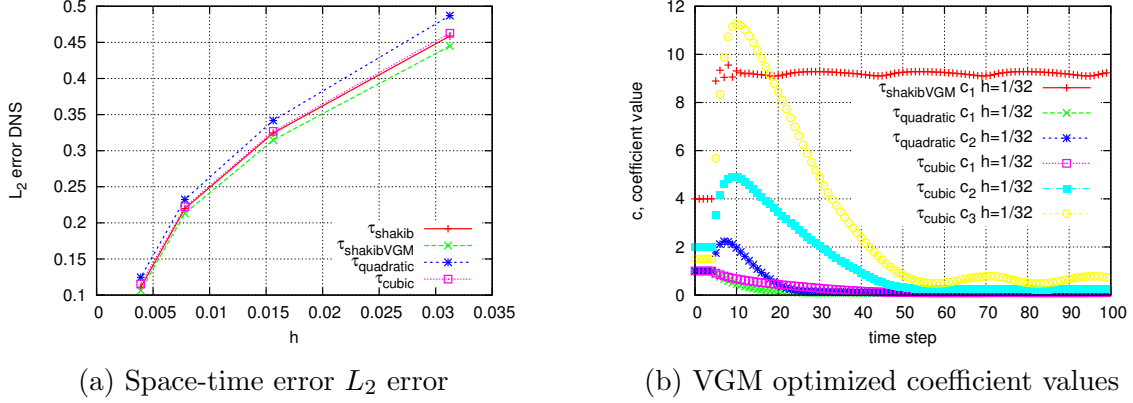 L2 error DNS
0.5
0.45
0.4
0.35
0.3
0.25
0.2
0.15
0.1
0 0.005 0.01 0.015 0.02 0.025 0.03 0.035
h
τshakib
τshakibVGM
τquadratic
τcubic
(a) Space-time error L2 error
c, coefficient value
12
10
8
6
4
2
0
0 10 20 30 40 50 60 70 80 90 100
time step
τshakibVGM c1 h=1/32
τquadratic c1 h=1/32
τquadratic c2 h=1/32
τcubic c1 h=1/32
τcubic c2 h=1/32
τcubic c3 h=1/32
(b) VGM optimized coefficient values